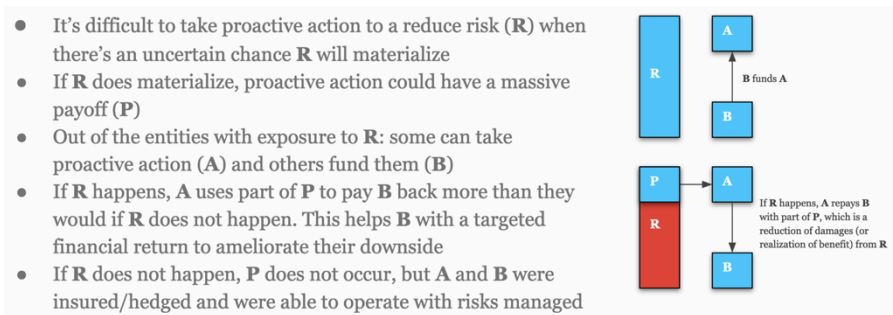 ● It's difficult to take proactive action to a reduce risk (R) when
there's an uncertain chance R will materialize
● If R does materialize, proactive action could have a massive
payoff (P)
● Out of the entities with exposure to R: some can take
proactive action (A) and others fund them (B)
● If R happens, A uses part of P to pay B back more than they
would if R does not happen. This helps B with a targeted
financial return to ameliorate their downside
● If R does not happen, P does not occur, but A and B were
insured/hedged and were able to operate with risks managed
R
A
B funds A
B
P
A
R
If R happens, A repays B
with part of P, which is a
reduction of damages (or
realization of benefit) from R
B